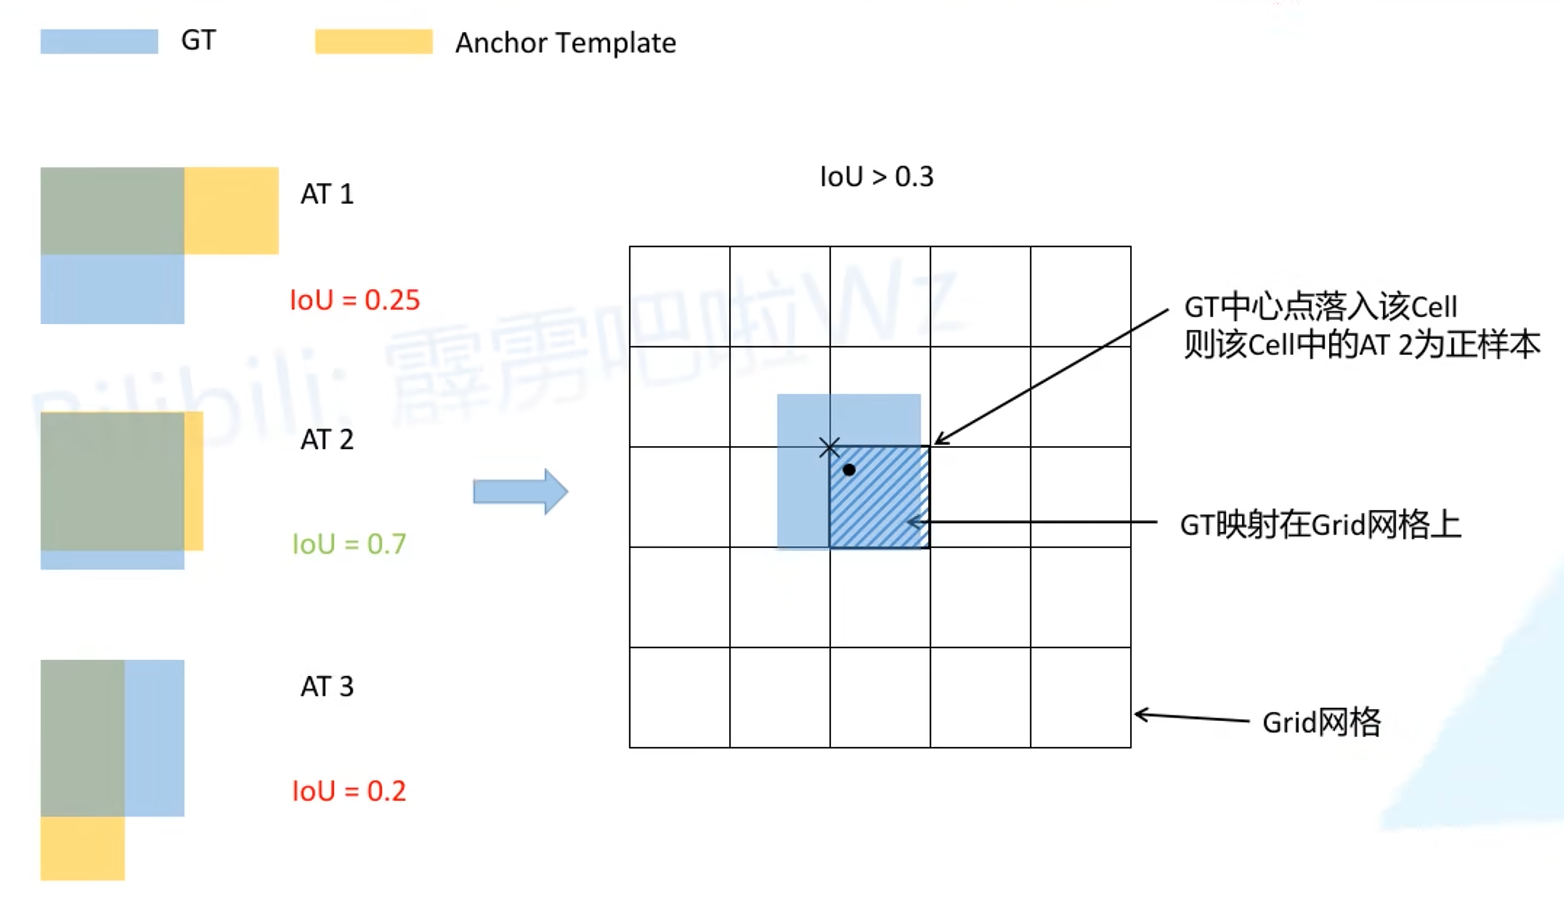 GT
Anchor Template
AT 1
IoU = 0.25
AT 2
IoU = 0.7
AT 3
IoU = 0.2
IoU > 0.3
GT中心点落入该Cell
则该Cell中的AT 2为正样本
GT映射在Grid网格上
Grid网格
Bilibili: 霹雳吧啦Wz